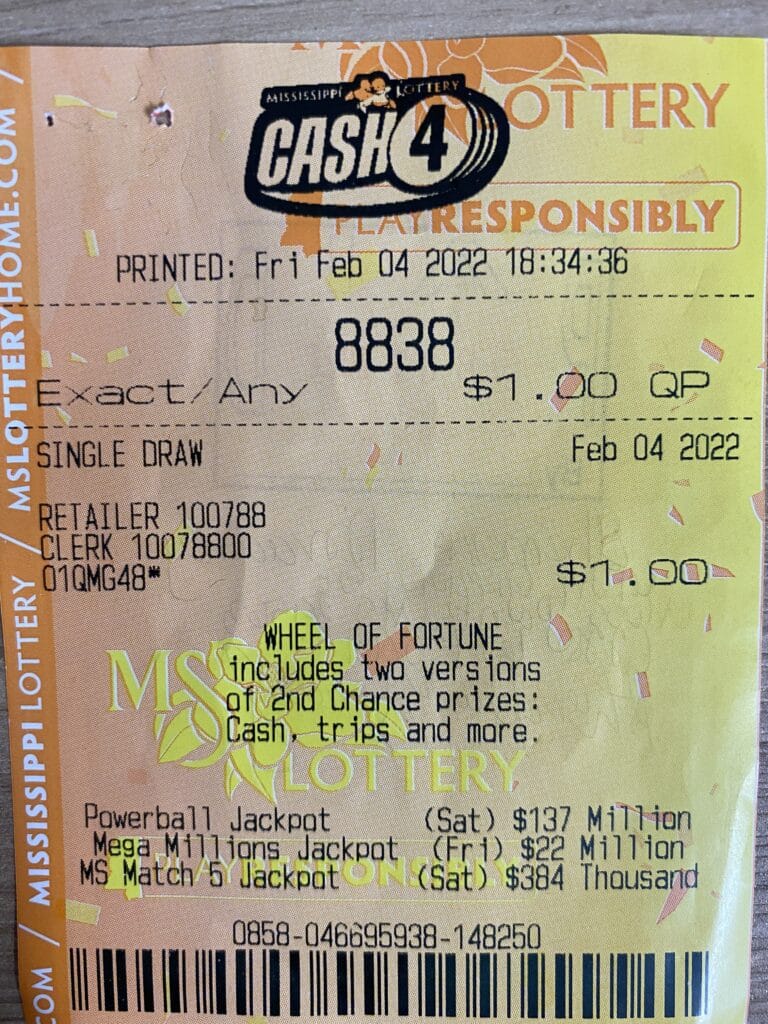 MISSISSIPPI LOTTERY
CASH 4
LOTTERY
PLAYRESPONSIBLY
PRINTED: Fri Feb 04 2022 18:34:36
8838
Exact/Any $1.00 QP
SINGLE DRAW Feb 04 2022
RETAILER 100788
CLERK 10078800
01QMG48* $1.00
WHEEL OF FORTUNE
includes two versions
of 2nd Chance prizes:
Cash, trips and more.
MS LOTTERY
Powerball Jackpot (Sat) $137 Million
Mega Millions Jackpot (Fri) $22 Million
MS Match 5 Jackpot (Sat) $384 Thousand
PLAYRESPONSIBLY
0858-046695938-148250
COM / MISSISSIPPI LOTTERY / MSLOTTERYHOME.COM /